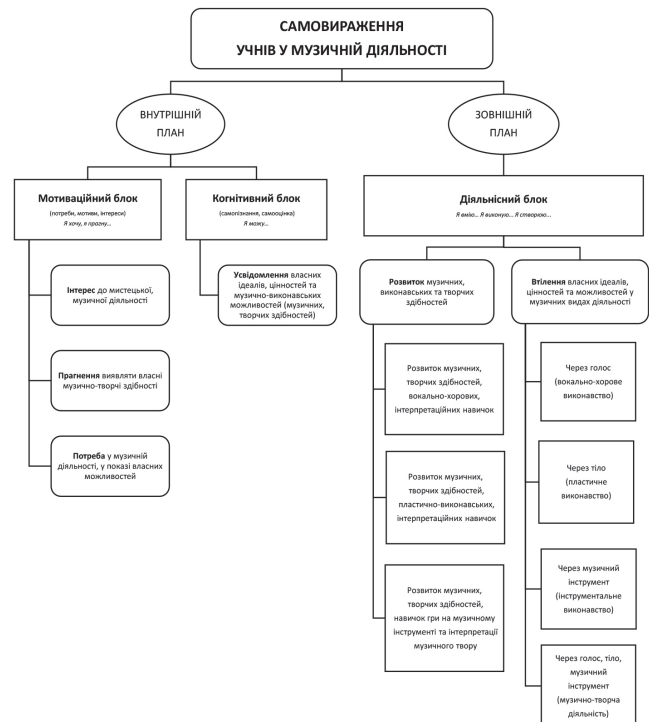 САМОВИРАЖЕННЯ
УЧНІВ У МУЗИЧНІЙ ДІЯЛЬНОСТІ
ВНУТРІШНІЙ
ПЛАН
ЗОВНІШНІЙ
ПЛАН
Мотиваційний блок
(потреби, мотиви, інтереси)
Я хочу, я прагну...
Когнітивний блок
(самопізнання, самооцінка)
Я можу...
Діяльнісний блок
Я вмію... Я виконую... Я створюю...
Інтерес до мистецької,
музичної діяльності
Прагнення виявляти власні
музично-творчі здібності
Потреба у музичній
діяльності, у показі власних
можливостей
Усвідомлення власних
ідеалів, цінностей та
музично-виконавських
можливостей (музичних,
творчих здібностей)
Розвиток музичних,
виконавських та творчих
здібностей
Розвиток музичних,
творчих здібностей,
вокально-хорових,
інтерпретаційних навичок
Розвиток музичних,
творчих здібностей,
пластично-виконавських,
інтерпретаційних навичок
Розвиток музичних,
творчих здібностей,
навичок гри на музичному
інструменті та інтерпретації
музичного твору
Втілення власних ідеалів,
цінностей та можливостей у
музичних видах діяльності
Через голос
(вокально-хорове
виконавство)
Через тіло
(пластичне
виконавство)
Через музичний
інструмент
(інструментальне
виконавство)
Через голос, тіло,
музичний
інструмент
(музично-творча
діяльність)